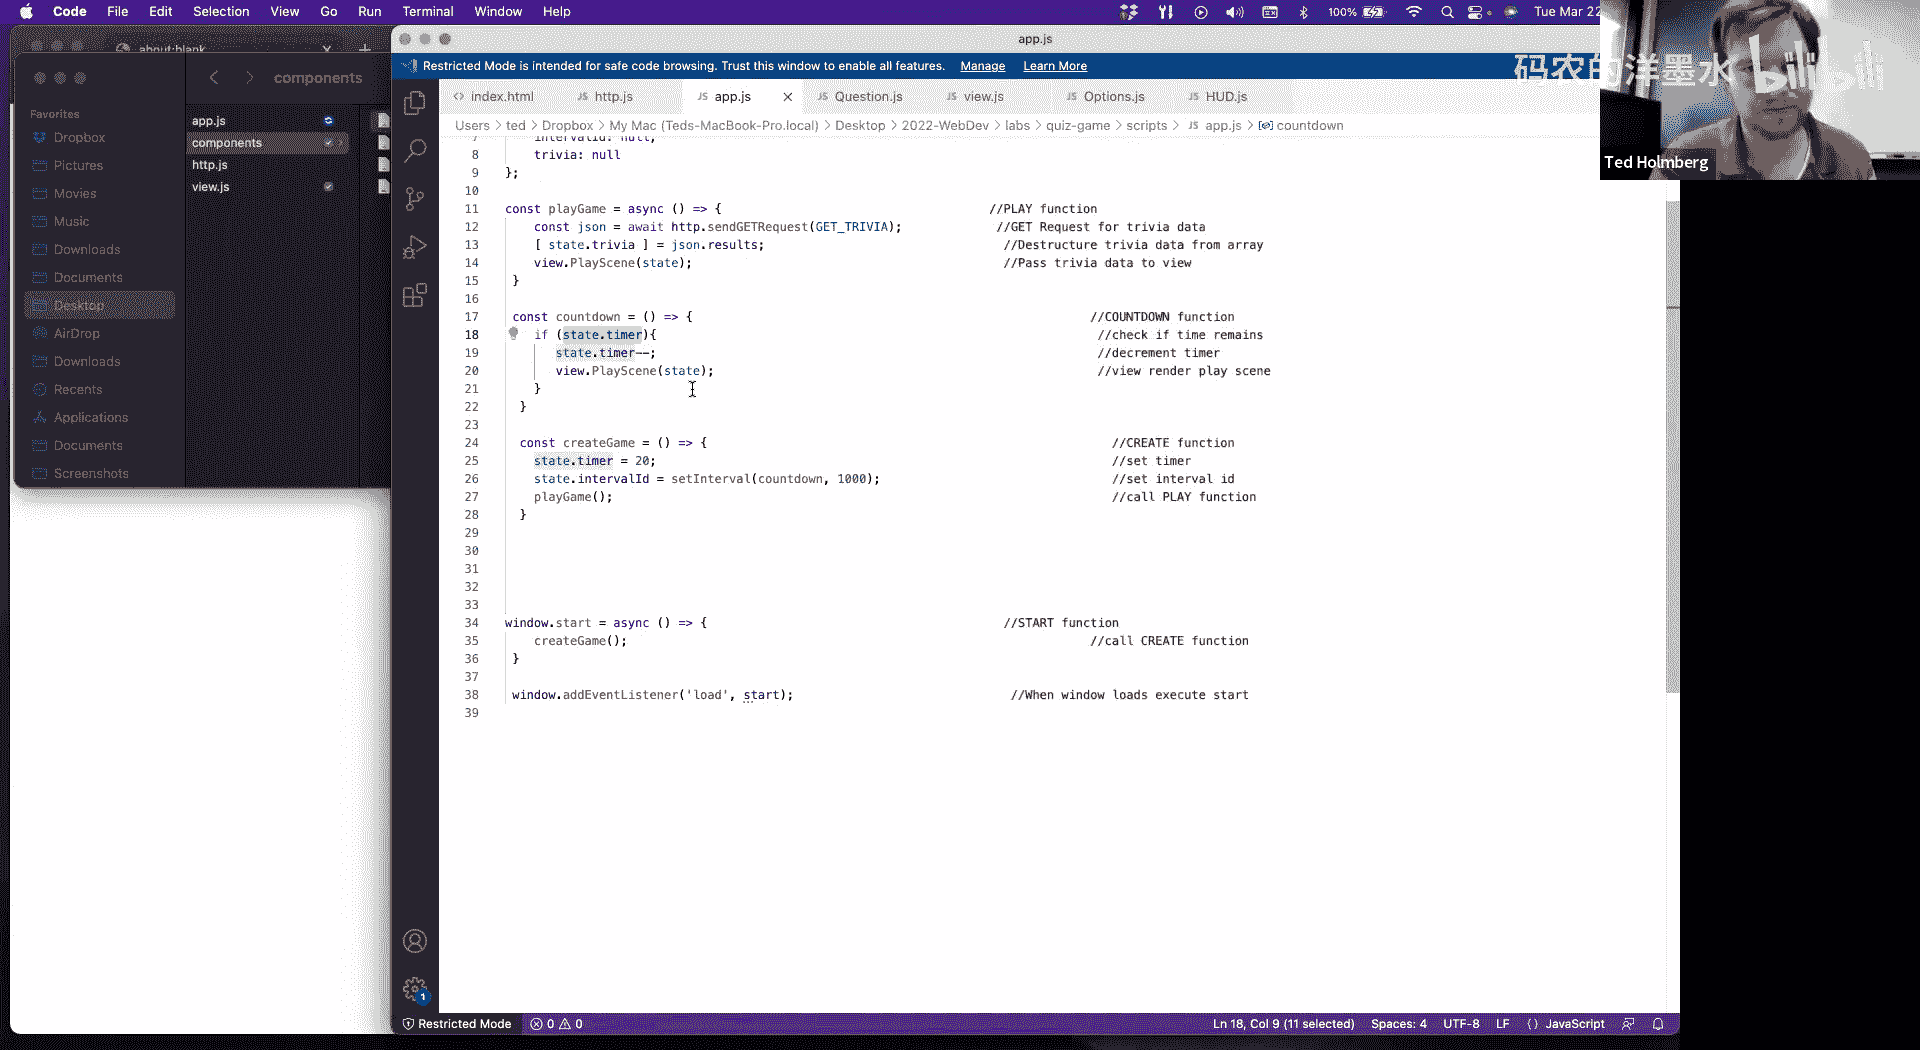 Code File Edit Selection View Go Run Terminal Window Help 100% Tue Mar 22
about:blank
app.js
Restricted Mode is intended for safe code browsing. Trust this window to enable all features. Manage Learn More
码农的洋墨水 bilibili
components
index.html JS http.js JS app.js JS Question.js JS view.js JS Options.js JS HUD.js
Users > ted > Dropbox > My Mac (Teds-MacBook-Pro.local) > Desktop > 2022-WebDev > labs > quiz-game > scripts > JS app.js > countdown
Ted Holmberg
Favorites
Dropbox
Pictures
Movies
Music
Downloads
Documents
Desktop
AirDrop
Downloads
Recents
Applications
Documents
Screenshots
app.js
components
http.js
view.js
7 intervalId: null,
8 trivia: null
9 };
10
11 const playGame = async () => { //PLAY function
12 const json = await http.sendGETRequest(GET_TRIVIA); //GET Request for trivia data
13 [ state.trivia ] = json.results; //Destructure trivia data from array
14 view.PlayScene(state); //Pass trivia data to view
15 }
16
17 const countdown = () => { //COUNTDOWN function
18 if (state.timer){ //check if time remains
19 state.timer--; //decrement timer
20 view.PlayScene(state); //view render play scene
21 }
22 }
23
24 const createGame = () => { //CREATE function
25 state.timer = 20; //set timer
26 state.intervalId = setInterval(countdown, 1000); //set interval id
27 playGame(); //call PLAY function
28 }
29
30
31
32
33
34 window.start = async () => { //START function
35 createGame(); //call CREATE function
36 }
37
38 window.addEventListener('load', start); //When window loads execute start
39
1
Restricted Mode 0 0 Ln 18, Col 9 (11 selected) Spaces: 4 UTF-8 LF {} JavaScript